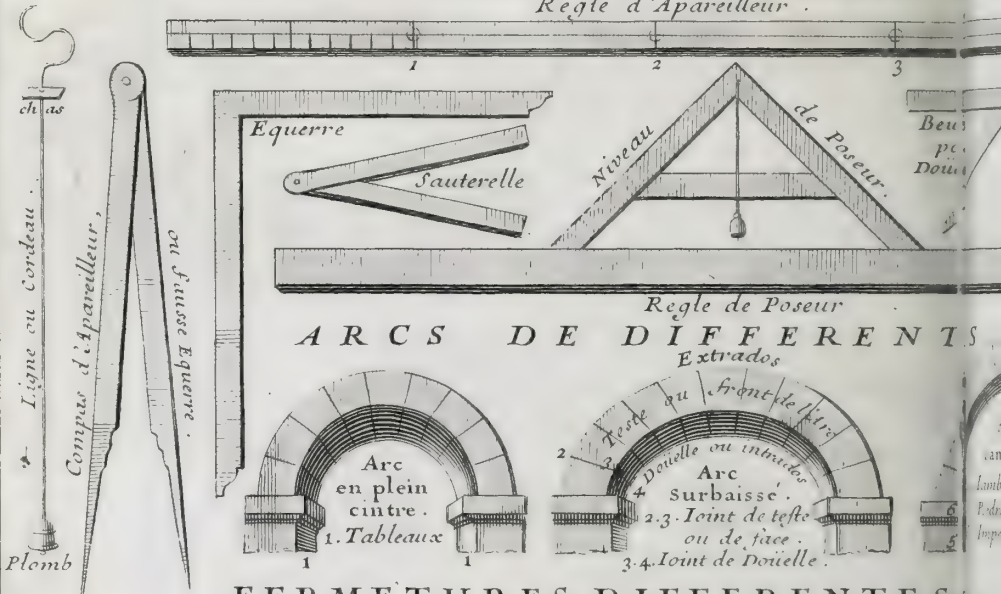 Regle d'Apareilleur.
1 2 3
chas
Ligne ou Cordeau.
Plomb
Compas d'Apareilleur,
ou fausse Equerre.
Equerre
Sauterelle
Niveau
de Poseur.
Regle de Poseur
ARCS DE DIFFERENTS
Arc
en plein
cintre.
1. Tableaux
1 1
Extrados
Teste ou front de l'Arc
2 3
4 Doüelle ou intrados
Arc
Surbaissé.
2.3. Ioint de teste
ou de face.
3.4. Ioint de Doüelle.
6
5
FERMETURES DIFFERENTES